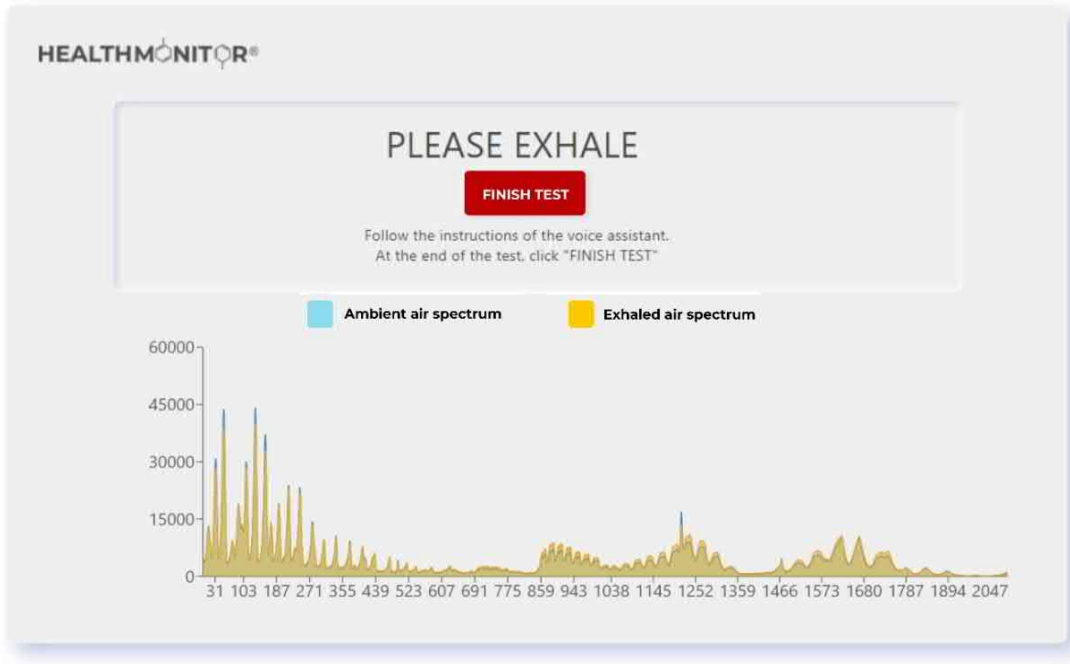 HEALTHMONITOR®
PLEASE EXHALE
FINISH TEST
Follow the instructions of the voice assistant.
At the end of the test, click "FINISH TEST"
Ambient air spectrum
Exhaled air spectrum
60000
45000
30000
15000
0
31 103 187 271 355 439 523 607 691 775 859 943 1038 1145 1252 1359 1466 1573 1680 1787 1894 2047